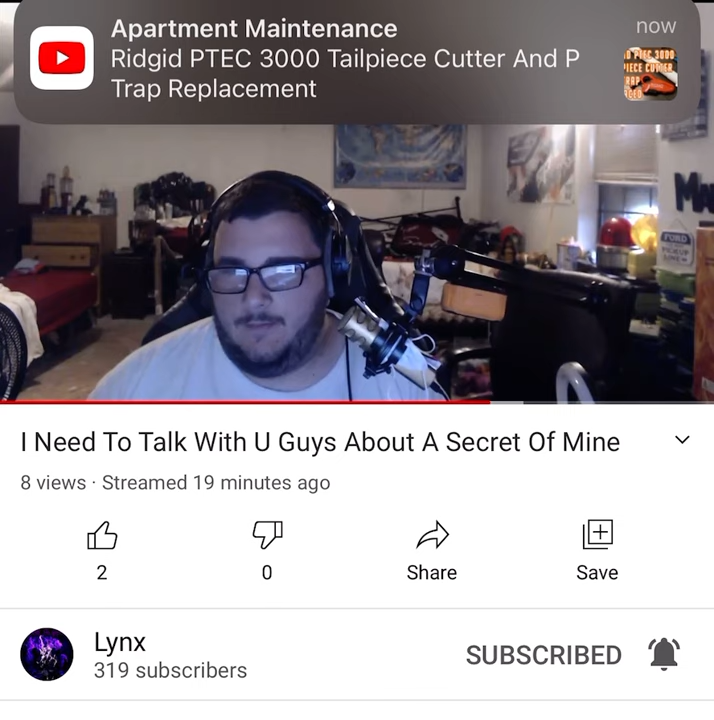 Apartment Maintenance
now
Ridgid PTEC 3000 Tailpiece Cutter And P
Trap Replacement
FORD
I Need To Talk With U Guys About A Secret Of Mine
8 views · Streamed 19 minutes ago
2
0
Share
Save
Lynx
319 subscribers
SUBSCRIBED